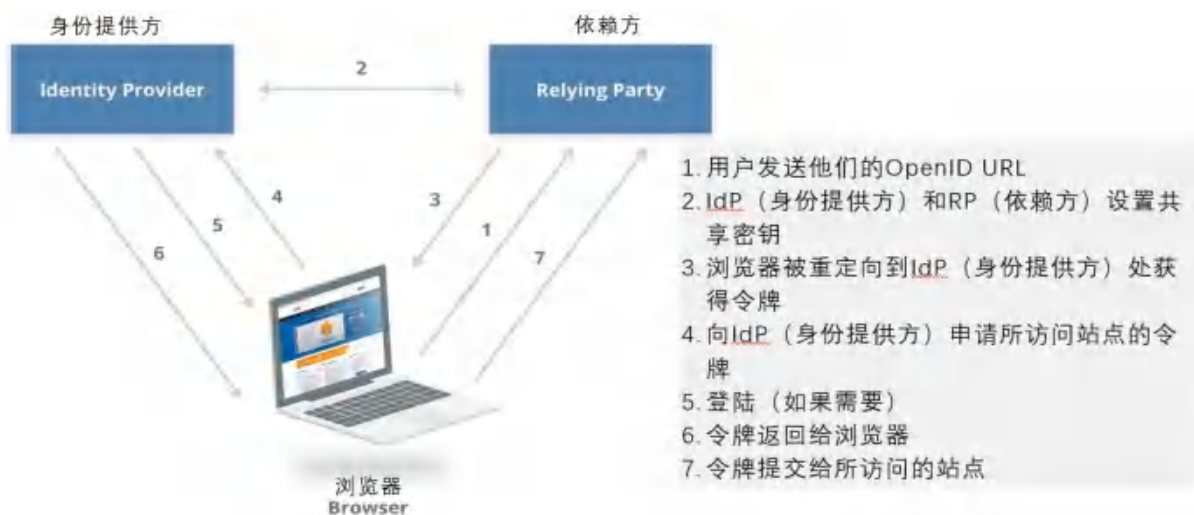 身份提供方
依赖方
Identity Provider
2
Relying Party
4
3
5
1
6
7
浏览器
Browser
1.用户发送他们的OpenID URL
2.IdP（身份提供方）和RP（依赖方）设置共
享密钥
3.浏览器被重定向到IdP（身份提供方）处获
得令牌
4.向IdP（身份提供方）申请所访问站点的令
牌
5.登陆（如果需要）
6.令牌返回给浏览器
7.令牌提交给所访问的站点